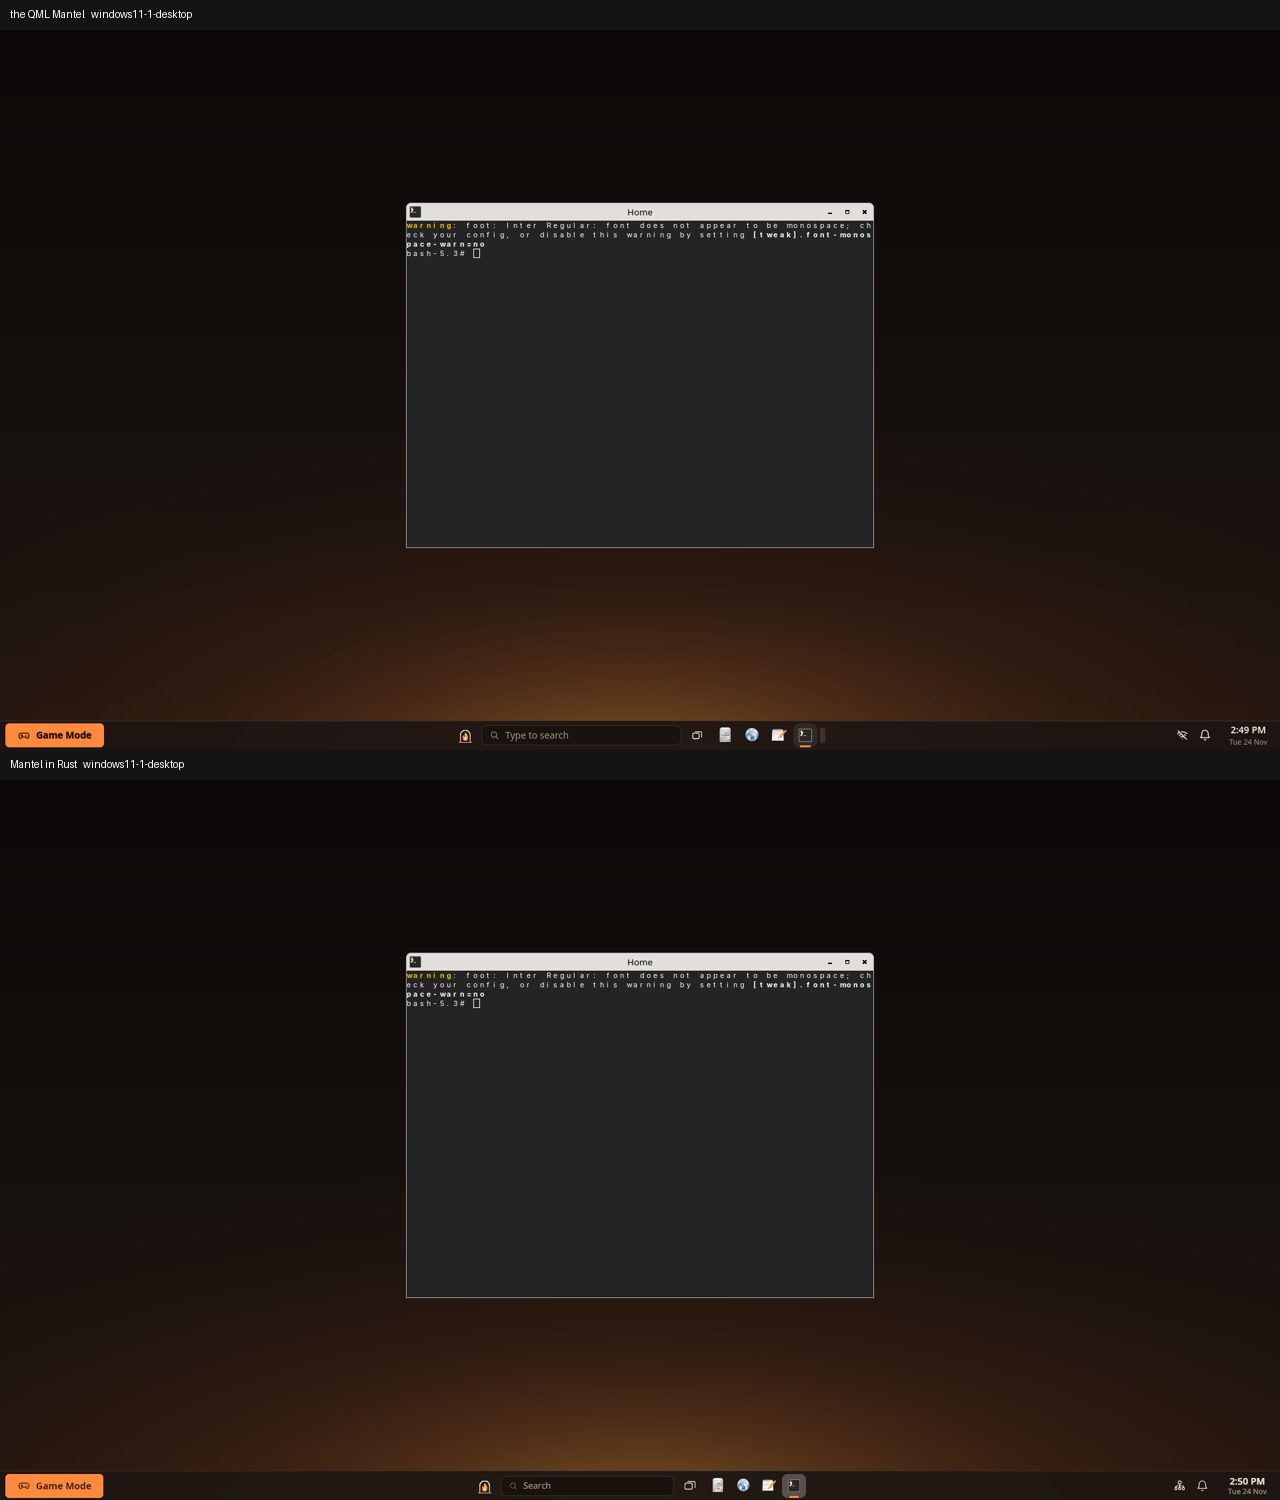 the QML Mantel windows11-1-desktop
Home
warning: foot: Inter Regular: font does not appear to be monospace; ch
eck your config, or disable this warning by setting [tweak].font-monos
pace-warn=no
bash-5.3#
Game Mode
Type to search
2:49 PM
Tue 24 Nov
Mantel in Rust windows11-1-desktop
Home
warning: foot: Inter Regular: font does not appear to be monospace; ch
eck your config, or disable this warning by setting [tweak].font-monos
pace-warn=no
bash-5.3#
Game Mode
Search
2:50 PM
Tue 24 Nov